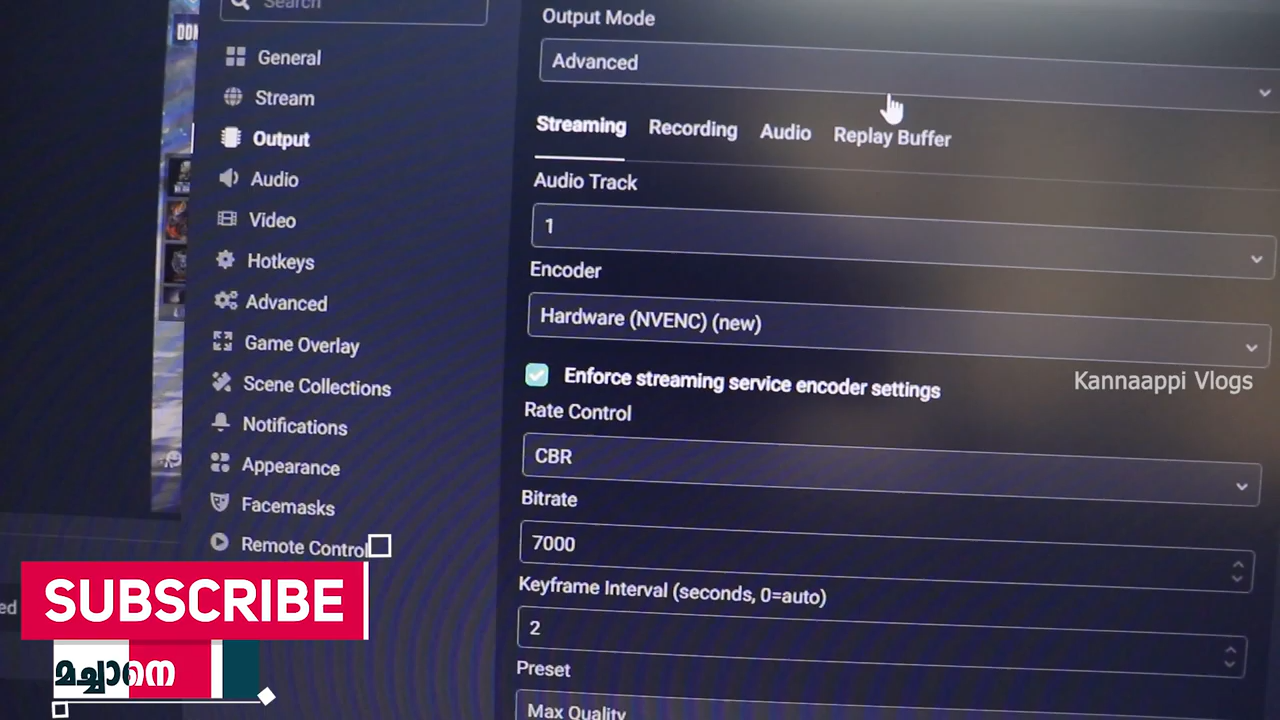 Search
DON
General
Stream
Output
Audio
Video
Hotkeys
Advanced
Game Overlay
Scene Collections
Notifications
Appearance
Facemasks
Remote Control
Output Mode
Advanced
Streaming Recording Audio Replay Buffer
Audio Track
1
Encoder
Hardware (NVENC) (new)
Enforce streaming service encoder settings
Rate Control
CBR
Bitrate
7000
Keyframe Interval (seconds, 0=auto)
2
Preset
Max Quality
Kannaappi Vlogs
ed
SUBSCRIBE
മച്ചാനെ